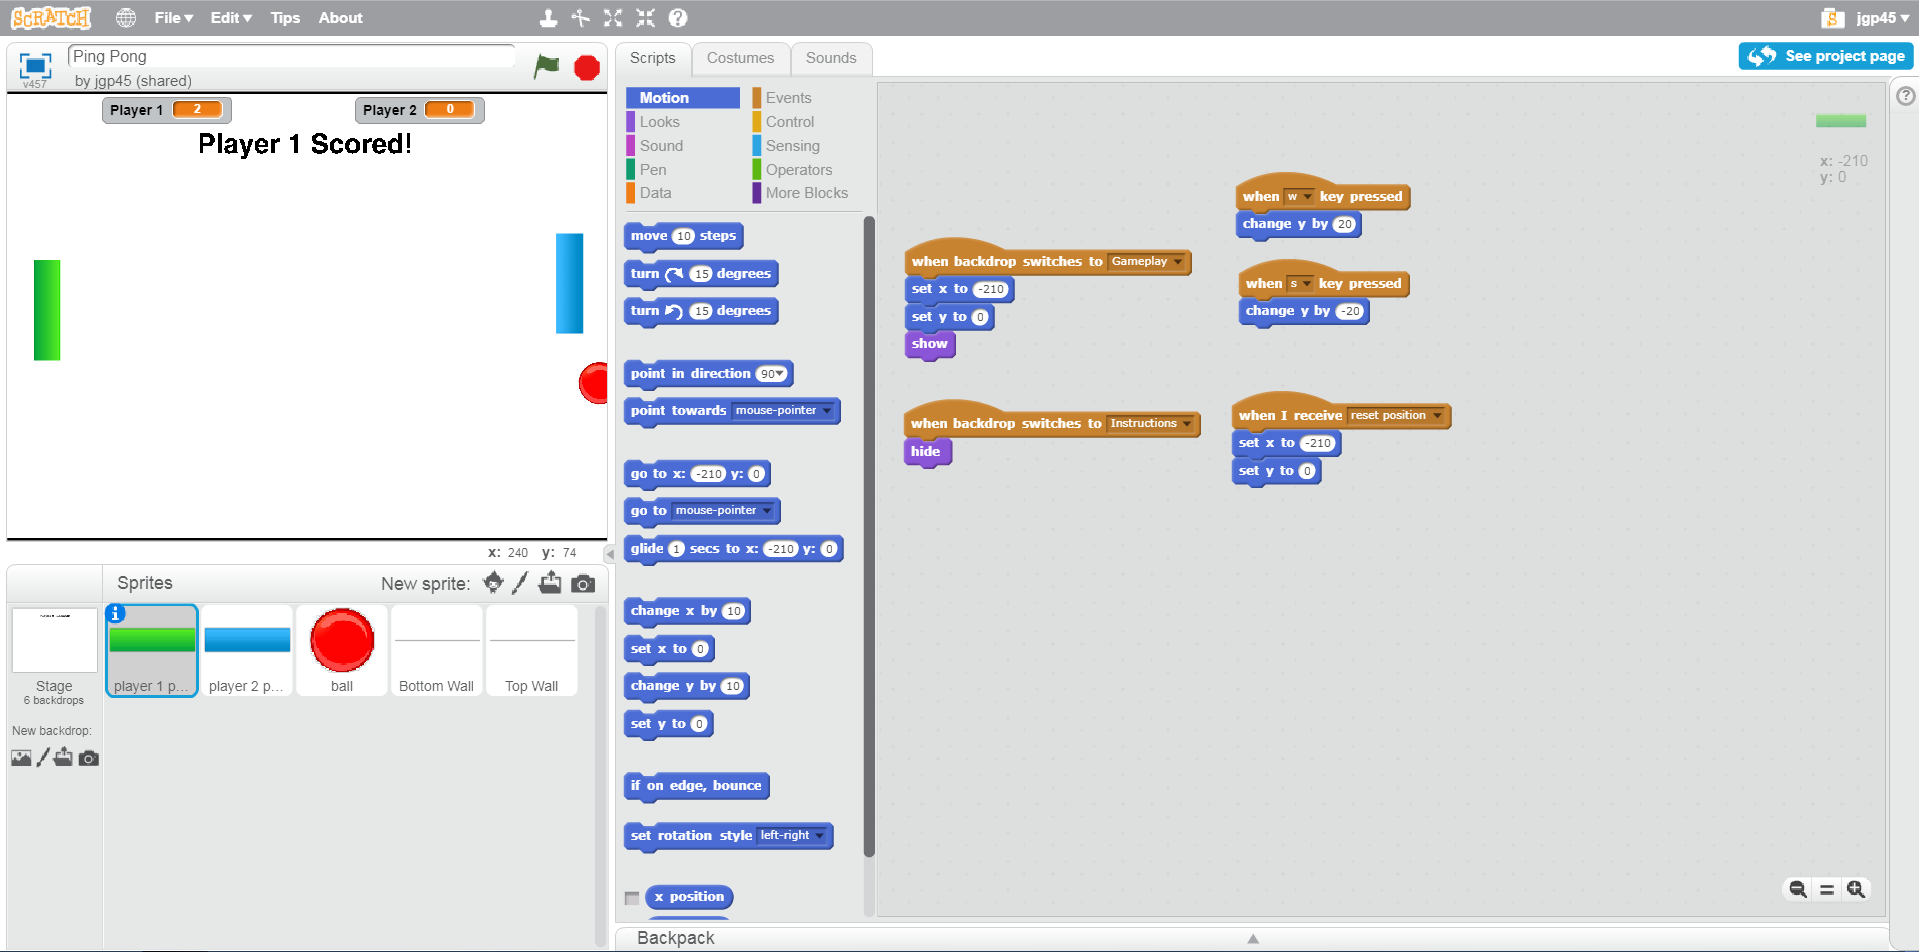 SCRATCH File▼ Edit▼ Tips About jgp45▼
v457 Ping Pong
by jgp45 (shared)
Player 1 2 Player 2 0
Player 1 Scored!
x: 240 y: 74
Sprites New sprite:
Stage
6 backdrops
New backdrop:
player 1 p... player 2 p... ball Bottom Wall Top Wall
Scripts Costumes Sounds
See project page
Motion Events
Looks Control
Sound Sensing
Pen Operators
Data More Blocks
move 10 steps
turn 15 degrees
turn 15 degrees
point in direction 90▼
point towards mouse-pointer
go to x: -210 y: 0
go to mouse-pointer
glide 1 secs to x: -210 y: 0
change x by 10
set x to 0
change y by 10
set y to 0
if on edge, bounce
set rotation style left-right
x position
when backdrop switches to Gameplay
set x to -210
set y to 0
show
when backdrop switches to Instructions
hide
when w key pressed
change y by 20
when s key pressed
change y by -20
when I receive reset position
set x to -210
set y to 0
x: -210
y: 0
Backpack